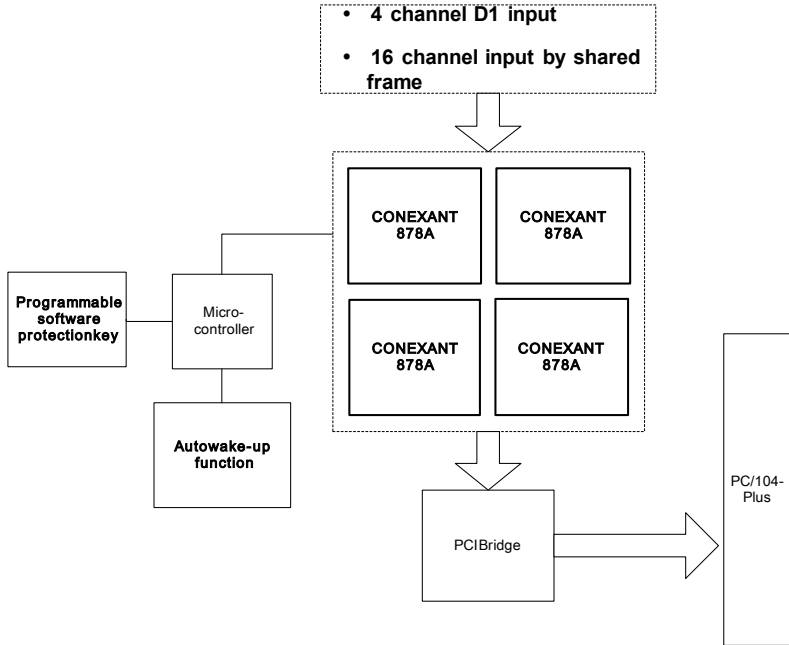 • 4 channel D1 input
• 16 channel input by shared
frame
CONEXANT
878A
CONEXANT
878A
Programmable
software
protectionkey
Micro-
controller
CONEXANT
878A
CONEXANT
878A
Autowake-up
function
PCIBridge
PC/104-
Plus